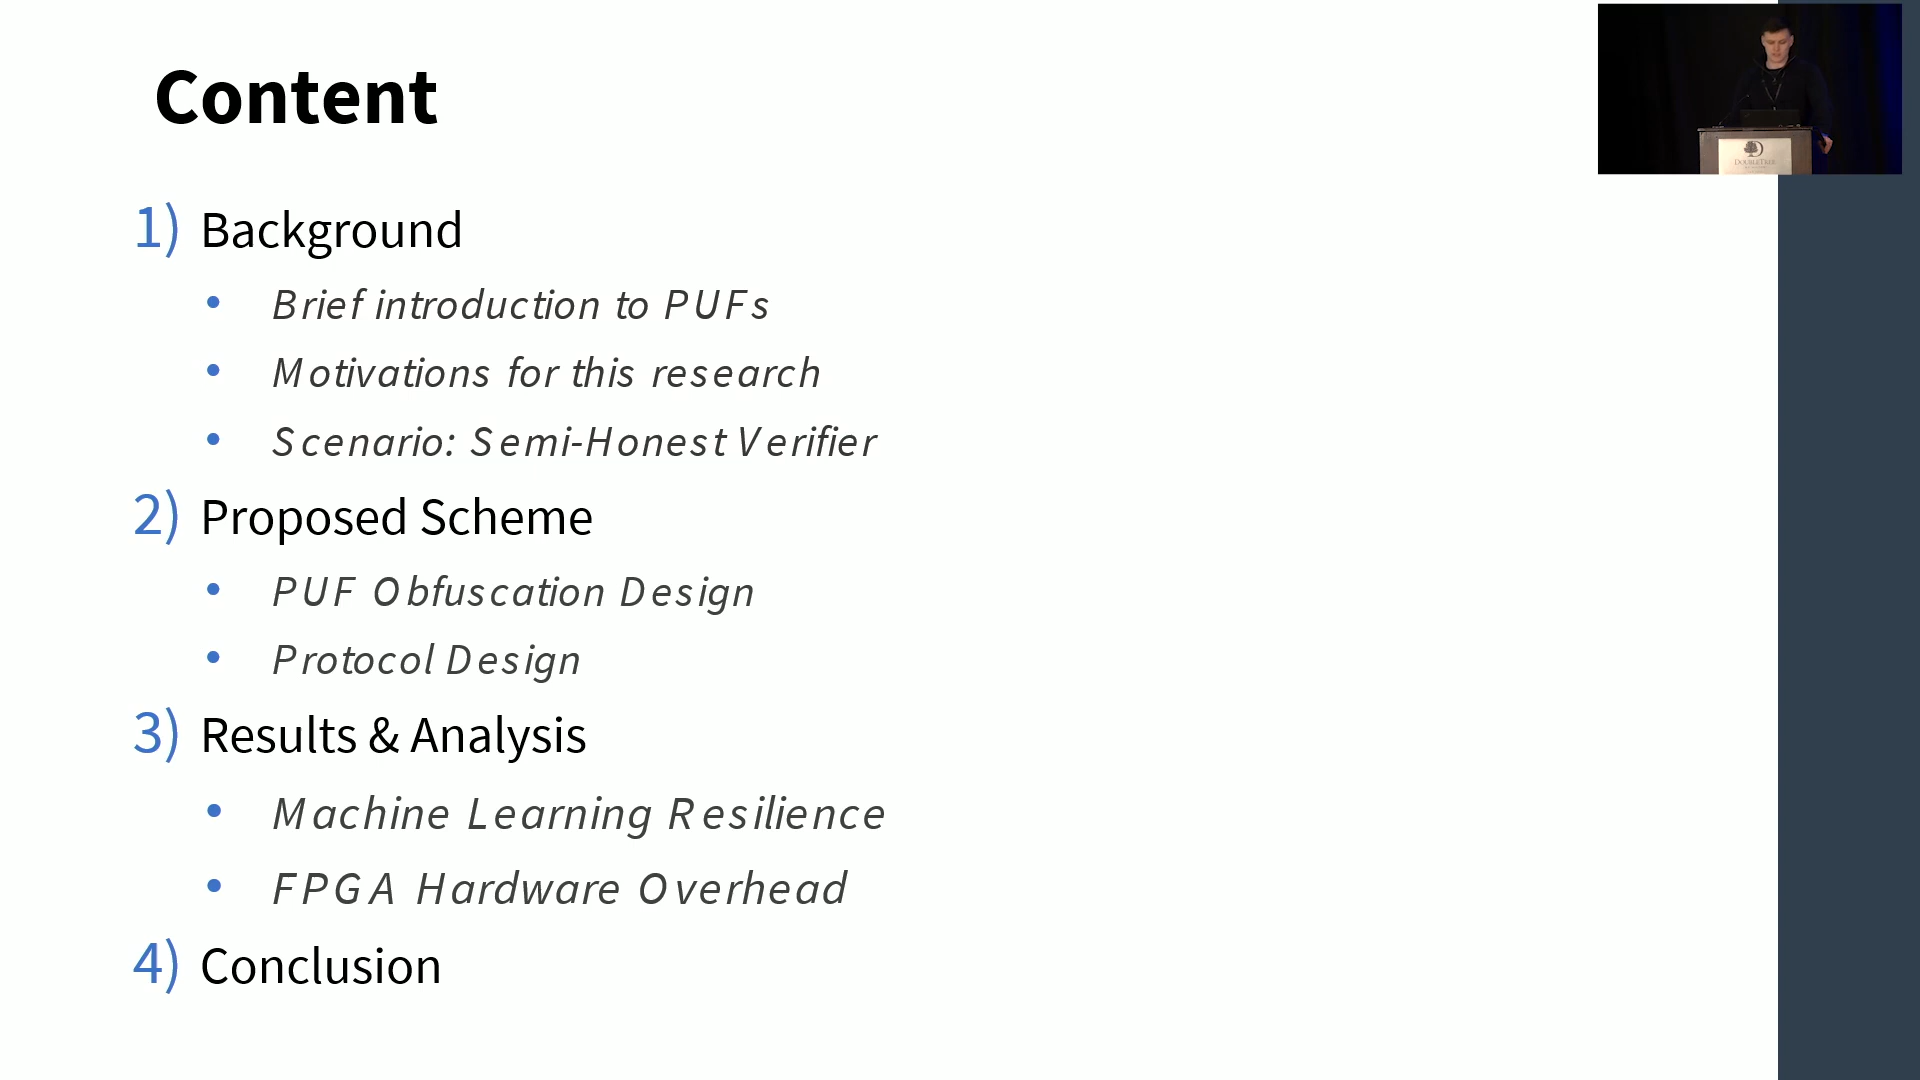 Content
1) Background
• Brief introduction to PUFs
• Motivations for this research
• Scenario: Semi-Honest Verifier
2) Proposed Scheme
• PUF Obfuscation Design
• Protocol Design
3) Results & Analysis
• Machine Learning Resilience
• FPGA Hardware Overhead
4) Conclusion
DOUBLETREE